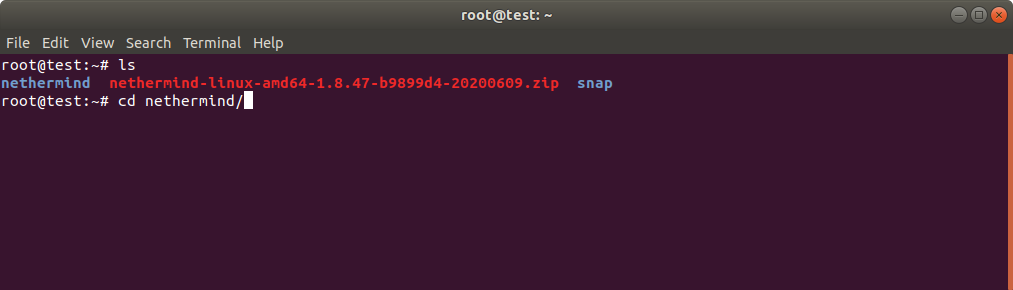 root@test: ~
File Edit View Search Terminal Help
root@test:~# ls
nethermind  nethermind-linux-amd64-1.8.47-b9899d4-20200609.zip  snap
root@test:~# cd nethermind/